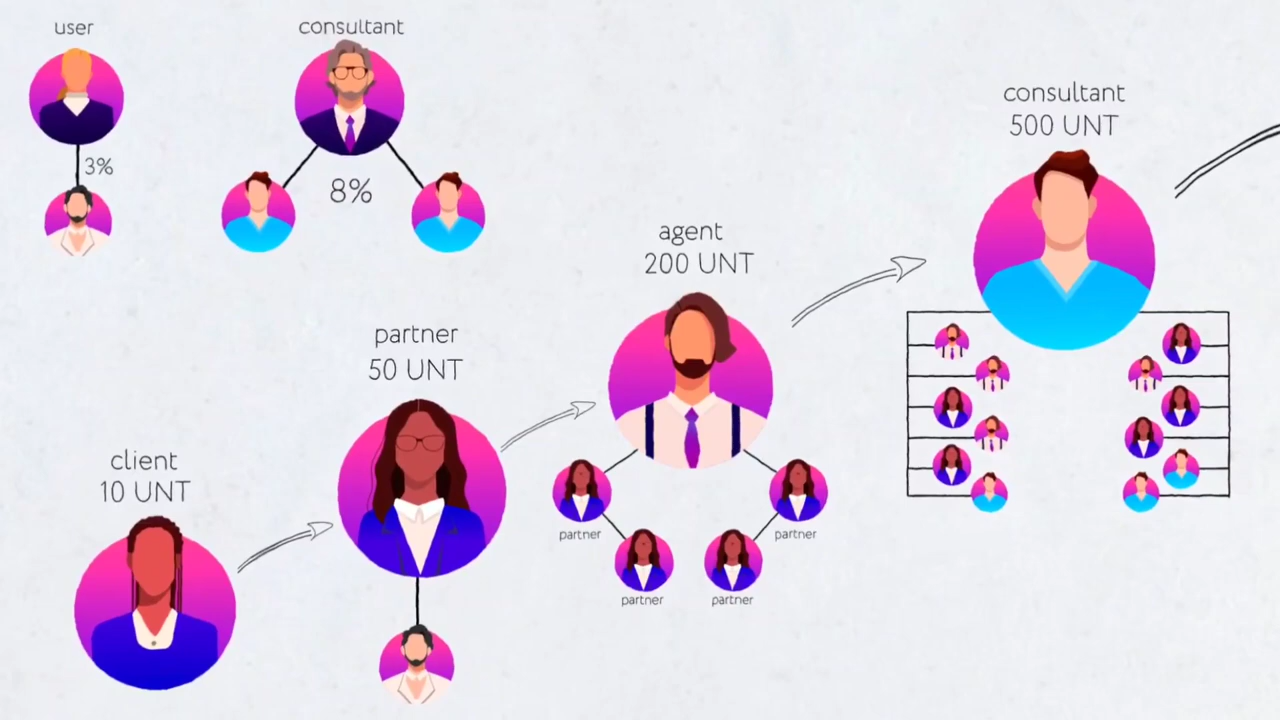 user
3%
consultant
8%
client
10 UNT
partner
50 UNT
agent
200 UNT
partner
partner
partner
partner
consultant
500 UNT